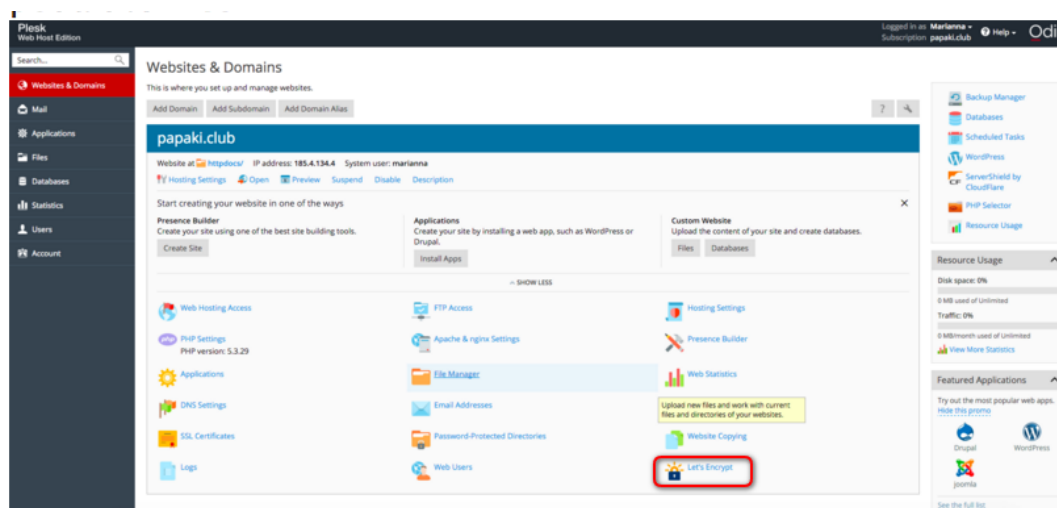 Plesk
Web Host Edition
Logged in as Marianna
Subscription papaki.club
Help
Odi
Search...
Websites & Domains
Mail
Applications
Files
Databases
Statistics
Users
Account
Websites & Domains
This is where you set up and manage websites.
Add Domain Add Subdomain Add Domain Alias
?
papaki.club
Website at httpdocs/ IP address: 185.4.134.4 System user: marianna
Hosting Settings Open Preview Suspend Disable Description
Start creating your website in one of the ways
Presence Builder
Create your site using one of the best site building tools.
Create Site
Applications
Create your site by installing a web app, such as WordPress or
Drupal.
Install Apps
Custom Website
Upload the content of your site and create databases.
Files Databases
SHOW LESS
Web Hosting Access FTP Access Hosting Settings
php PHP Settings Apache & nginx Settings Presence Builder
PHP version: 5.3.29
Applications File Manager Web Statistics
Upload new files and work with current
files and directories of your websites.
DNS Settings Email Addresses
SSL Certificates Password-Protected Directories Website Copying
Logs Web Users Let's Encrypt
Backup Manager
Databases
Scheduled Tasks
WordPress
CF ServerShield by
CloudFlare
PHP Selector
Resource Usage
Resource Usage
Disk space: 0%
0 MB used of Unlimited
Traffic: 0%
0 MB/month used of Unlimited
View More Statistics
Featured Applications
Try out the most popular web apps.
Hide this promo
Drupal WordPress
Joomla
See the full list